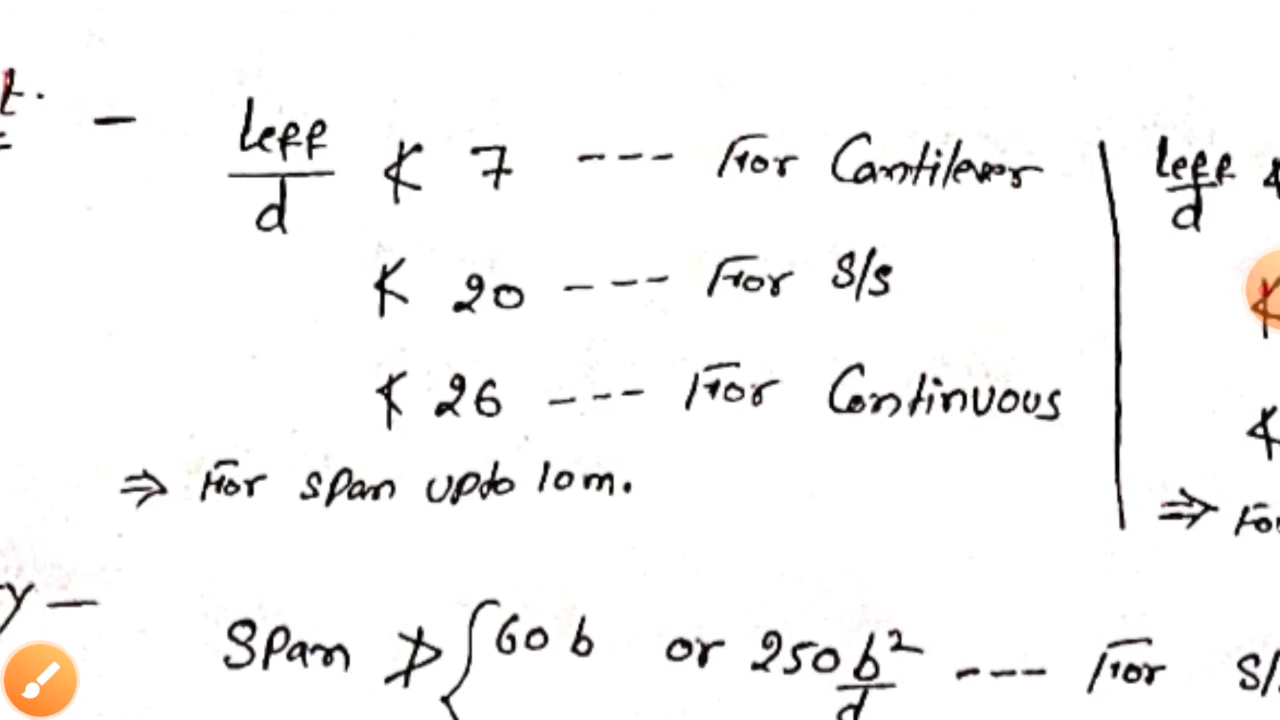 t. - leff/d ≮ 7 --- For Cantilever
≮ 20 --- For S/s
≮ 26 --- For Continuous
⇒ For span upto 10m.
leff/d ≮
≮
≮
⇒ For
y - Span ≯ { 60 b or 250 b²/d --- For S/